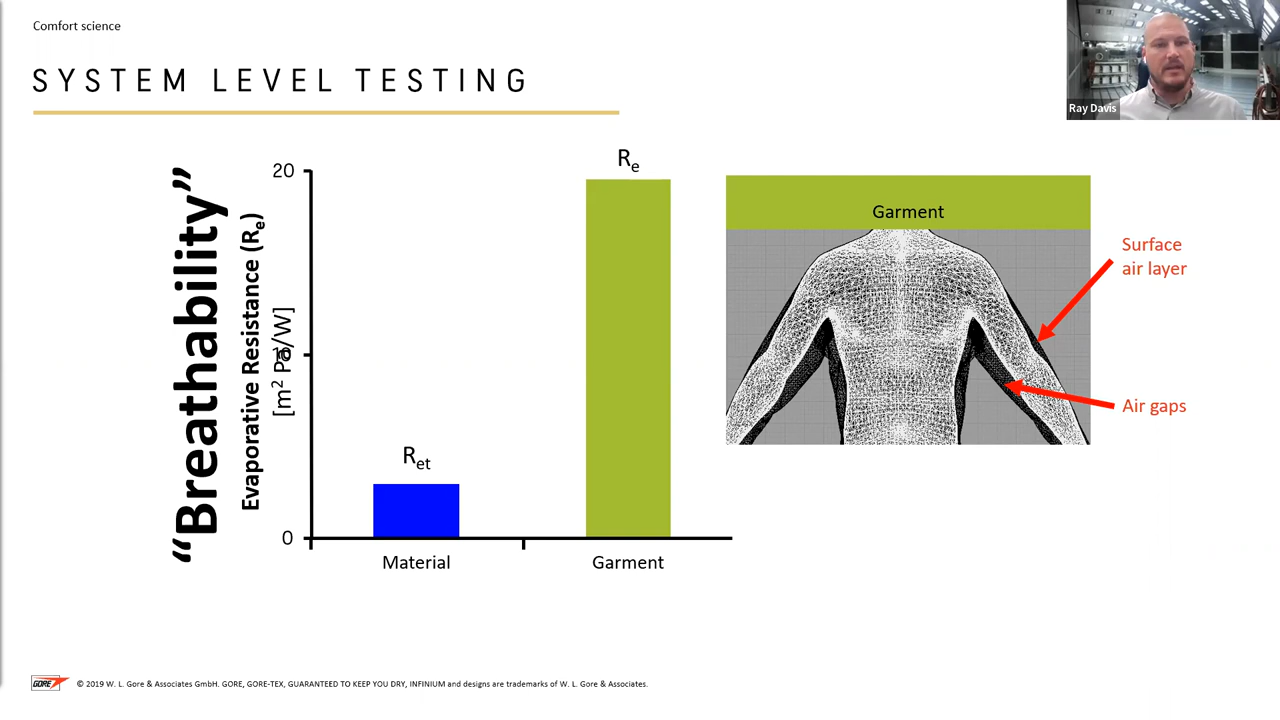 Comfort science
SYSTEM LEVEL TESTING
Ray Davis
“Breathability”
Evaporative Resistance (Re)
[m2 Pa/W]
20
10
0
Ret
Re
Material
Garment
Garment
Surface
air layer
Air gaps
GORE
© 2019 W. L. Gore & Associates GmbH. GORE, GORE-TEX, GUARANTEED TO KEEP YOU DRY, INFINIUM and designs are trademarks of W. L. Gore & Associates.